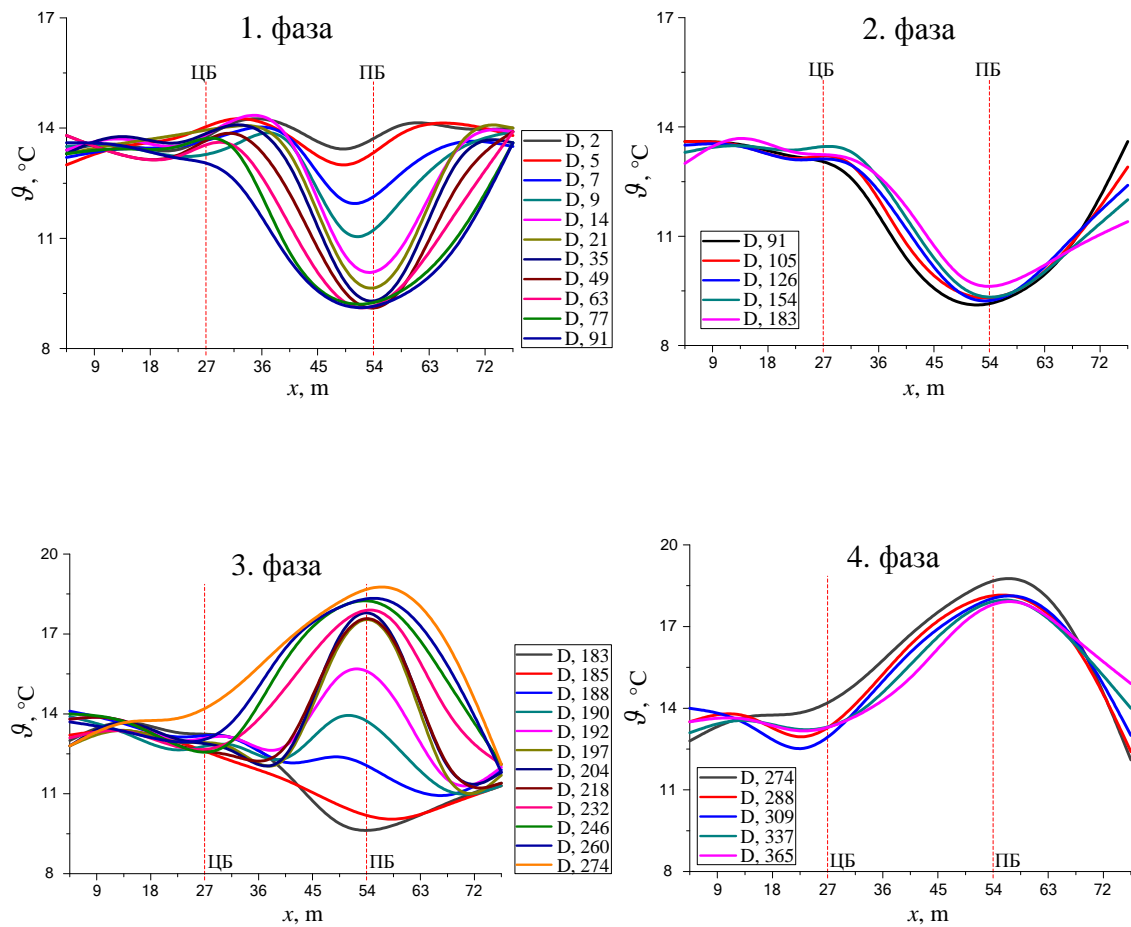 1. фаза
17
14
11
8
ϑ, °C
ЦБ
ПБ
9 18 27 36 45 54 63 72
x, m
D, 2
D, 5
D, 7
D, 9
D, 14
D, 21
D, 35
D, 49
D, 63
D, 77
D, 91
2. фаза
17
14
11
8
ϑ, °C
ЦБ
ПБ
D, 91
D, 105
D, 126
D, 154
D, 183
9 18 27 36 45 54 63 72
x, m
3. фаза
20
17
14
11
8
ϑ, °C
ЦБ
ПБ
9 18 27 36 45 54 63 72
x, m
D, 183
D, 185
D, 188
D, 190
D, 192
D, 197
D, 204
D, 218
D, 232
D, 246
D, 260
D, 274
4. фаза
20
17
14
11
8
ϑ, °C
D, 274
D, 288
D, 309
D, 337
D, 365
ЦБ
ПБ
9 18 27 36 45 54 63 72
x, m